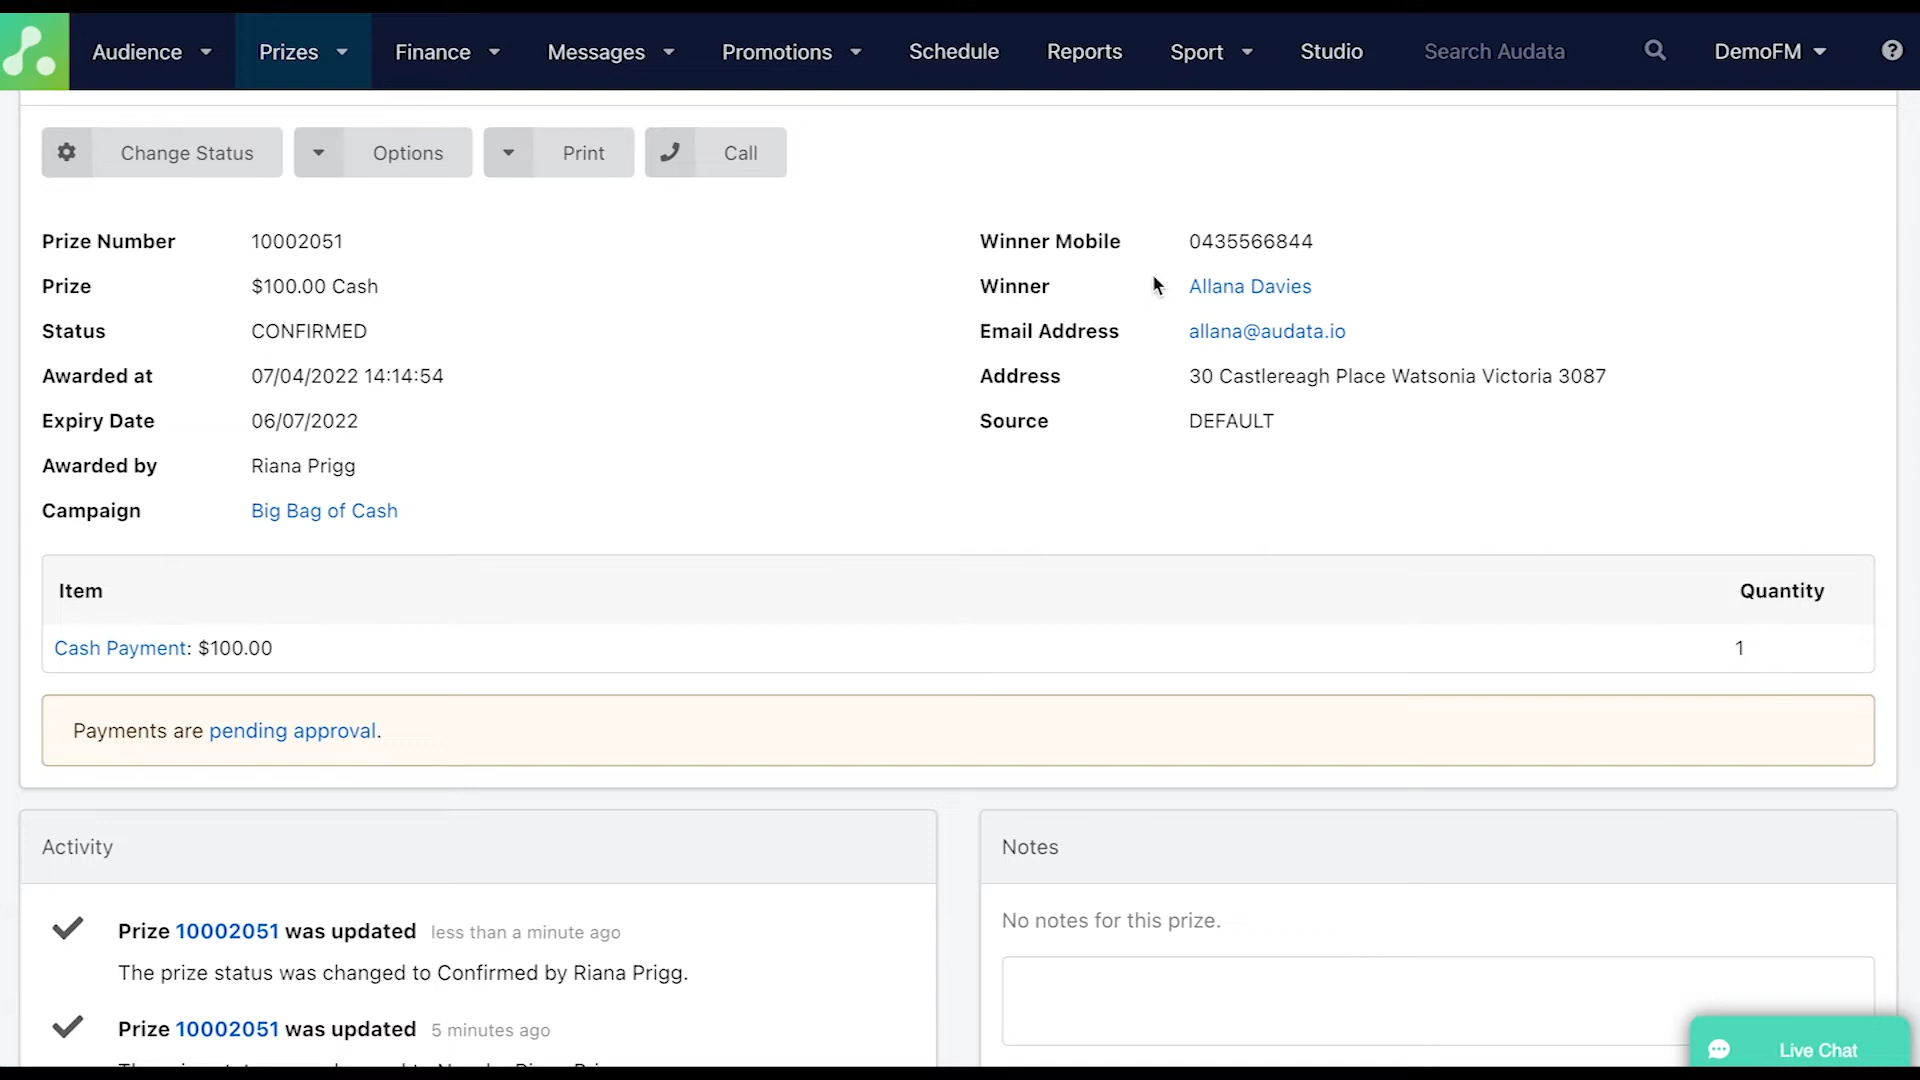 Audience Prizes Finance Messages Promotions Schedule Reports Sport Studio Search Audata DemoFM
Change Status Options Print Call
Prize Number 10002051
Prize $100.00 Cash
Status CONFIRMED
Awarded at 07/04/2022 14:14:54
Expiry Date 06/07/2022
Awarded by Riana Prigg
Campaign Big Bag of Cash
Winner Mobile 0435566844
Winner Allana Davies
Email Address allana@audata.io
Address 30 Castlereagh Place Watsonia Victoria 3087
Source DEFAULT
Item Quantity
Cash Payment: $100.00 1
Payments are pending approval.
Activity
Prize 10002051 was updated less than a minute ago
The prize status was changed to Confirmed by Riana Prigg.
Prize 10002051 was updated 5 minutes ago
Notes
No notes for this prize.
Live Chat